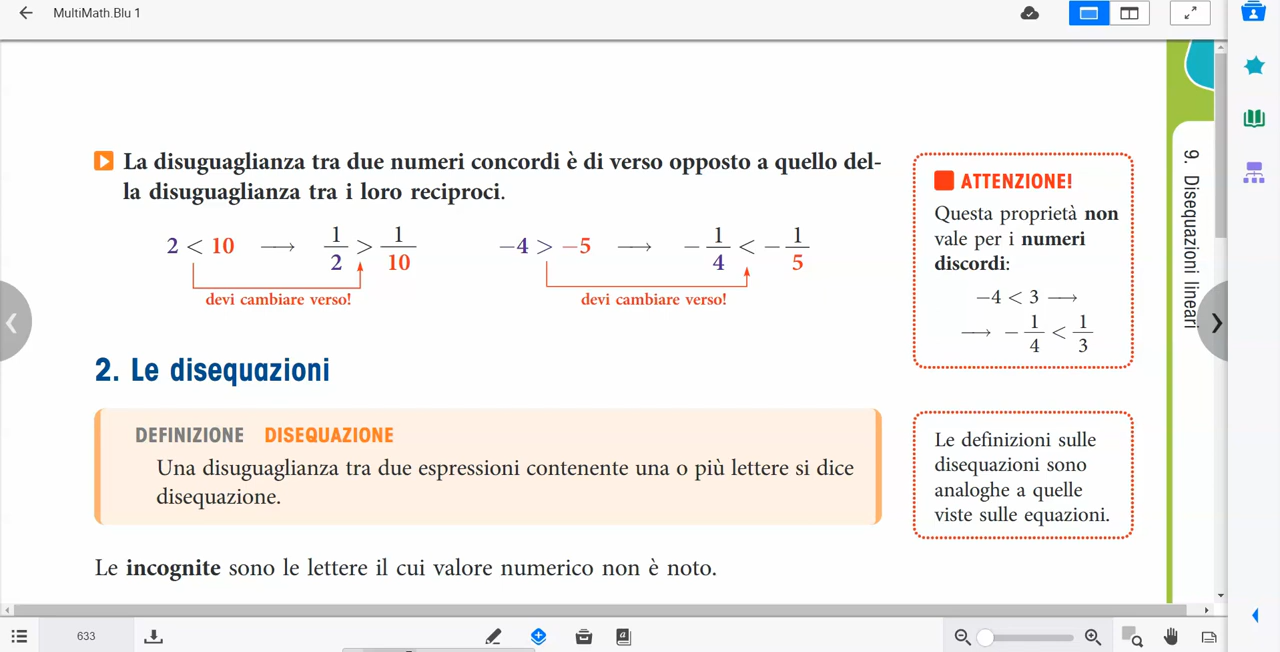 MultiMath.Blu 1
La disuguaglianza tra due numeri concordi è di verso opposto a quello del-
la disuguaglianza tra i loro reciproci.
2 < 10 → 1/2 > 1/10
devi cambiare verso!
−4 > −5 → −1/4 < −1/5
devi cambiare verso!
ATTENZIONE!
Questa proprietà non
vale per i numeri
discordi:
−4 < 3 →
→ −1/4 < 1/3
9. Disequazioni lineari
2. Le disequazioni
DEFINIZIONE DISEQUAZIONE
Una disuguaglianza tra due espressioni contenente una o più lettere si dice
disequazione.
Le definizioni sulle
disequazioni sono
analoghe a quelle
viste sulle equazioni.
Le incognite sono le lettere il cui valore numerico non è noto.
633